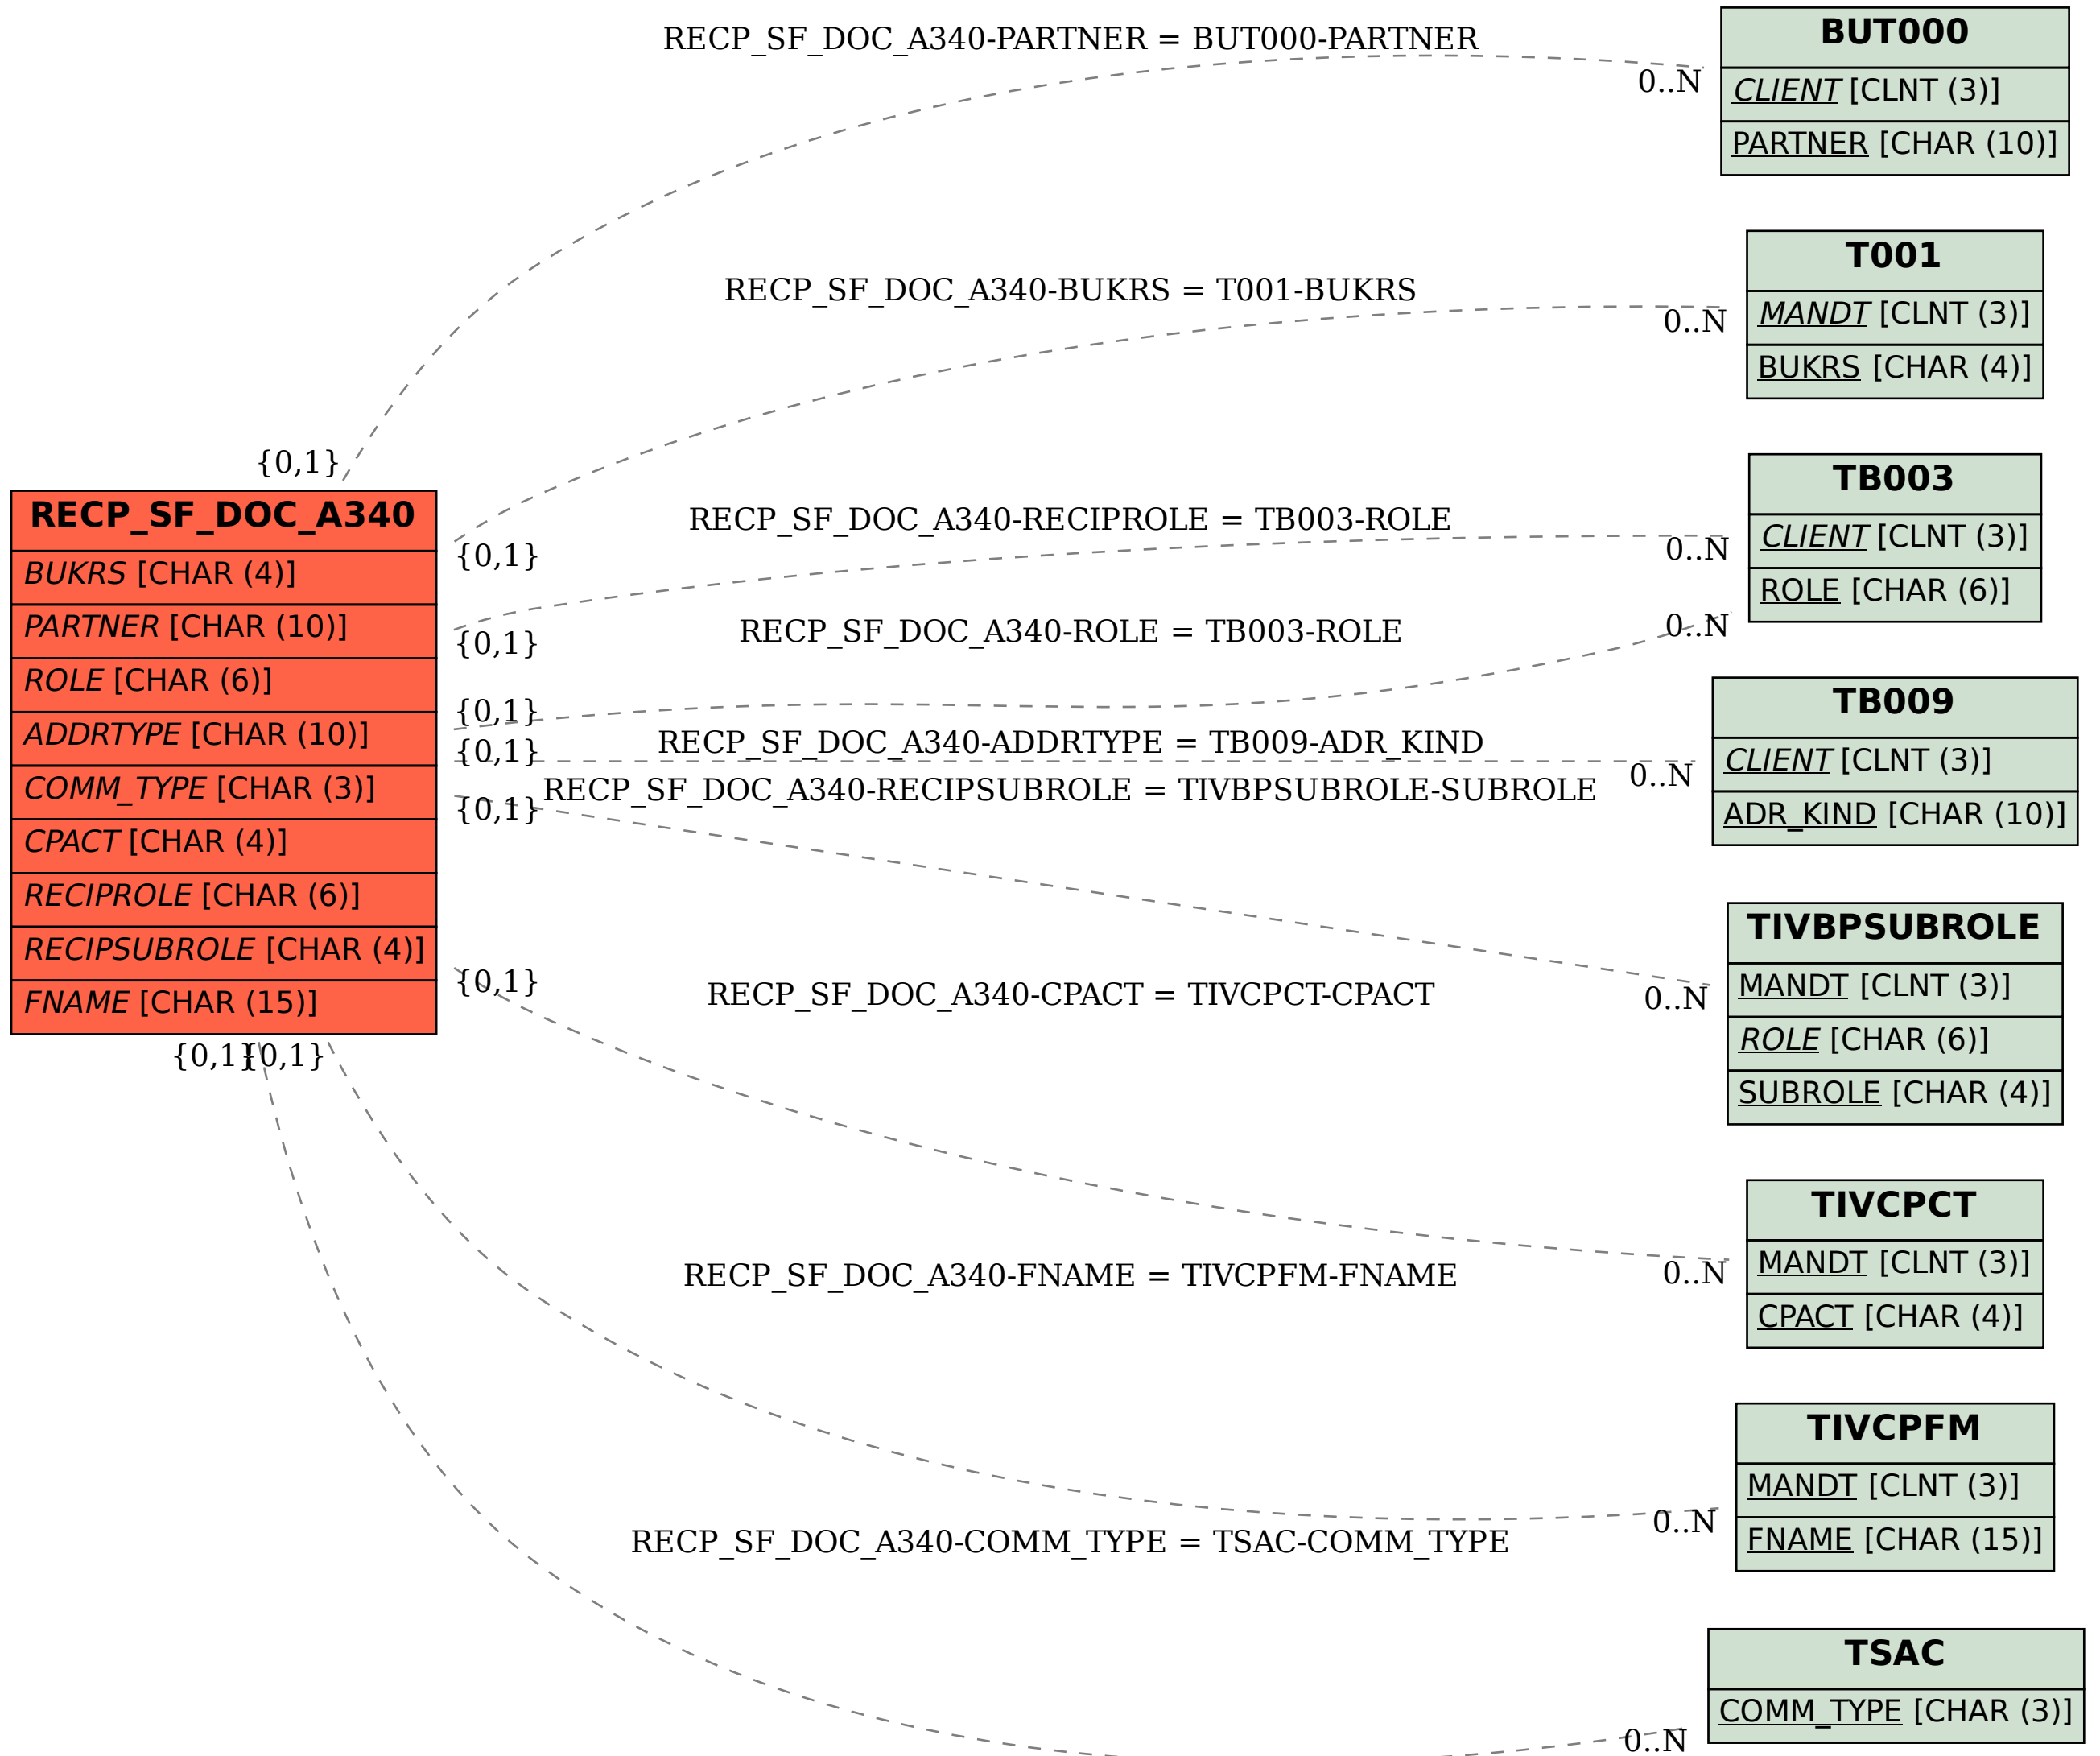 RECP_SF_DOC_A340-PARTNER = BUT000-PARTNER
0..N
{0,1}
BUT000
CLIENT [CLNT (3)]
PARTNER [CHAR (10)]
RECP_SF_DOC_A340-BUKRS = T001-BUKRS
0..N
{0,1}
T001
MANDT [CLNT (3)]
BUKRS [CHAR (4)]
RECP_SF_DOC_A340
BUKRS [CHAR (4)]
PARTNER [CHAR (10)]
ROLE [CHAR (6)]
ADDRTYPE [CHAR (10)]
COMM_TYPE [CHAR (3)]
CPACT [CHAR (4)]
RECIPROLE [CHAR (6)]
RECIPSUBROLE [CHAR (4)]
FNAME [CHAR (15)]
RECP_SF_DOC_A340-RECIPROLE = TB003-ROLE
0..N
{0,1}
RECP_SF_DOC_A340-ROLE = TB003-ROLE
0..N
{0,1}
TB003
CLIENT [CLNT (3)]
ROLE [CHAR (6)]
RECP_SF_DOC_A340-ADDRTYPE = TB009-ADR_KIND
0..N
{0,1}
TB009
CLIENT [CLNT (3)]
ADR_KIND [CHAR (10)]
RECP_SF_DOC_A340-RECIPSUBROLE = TIVBPSUBROLE-SUBROLE
0..N
{0,1}
TIVBPSUBROLE
MANDT [CLNT (3)]
ROLE [CHAR (6)]
SUBROLE [CHAR (4)]
RECP_SF_DOC_A340-CPACT = TIVCPCT-CPACT
0..N
{0,1}
TIVCPCT
MANDT [CLNT (3)]
CPACT [CHAR (4)]
RECP_SF_DOC_A340-FNAME = TIVCPFM-FNAME
0..N
{0,1}
TIVCPFM
MANDT [CLNT (3)]
FNAME [CHAR (15)]
RECP_SF_DOC_A340-COMM_TYPE = TSAC-COMM_TYPE
0..N
{0,1}
TSAC
COMM_TYPE [CHAR (3)]